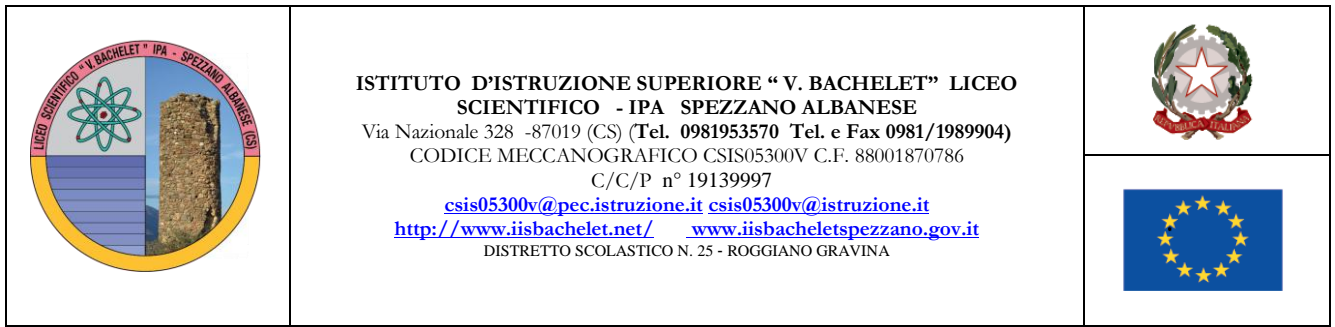 LICEO SCIENTIFICO " V. BACHELET " IPA - SPEZZANO ALBANESE (CS)
ISTITUTO D'ISTRUZIONE SUPERIORE " V. BACHELET" LICEO
SCIENTIFICO - IPA SPEZZANO ALBANESE
Via Nazionale 328 -87019 (CS) (Tel. 0981953570 Tel. e Fax 0981/1989904)
CODICE MECCANOGRAFICO CSIS05300V C.F. 88001870786
C/C/P n° 19139997
csis05300v@pec.istruzione.it csis05300v@istruzione.it
http://www.iisbachelet.net/ www.iisbacheletspezzano.gov.it
DISTRETTO SCOLASTICO N. 25 - ROGGIANO GRAVINA
REPVBBLICA ITALIANA